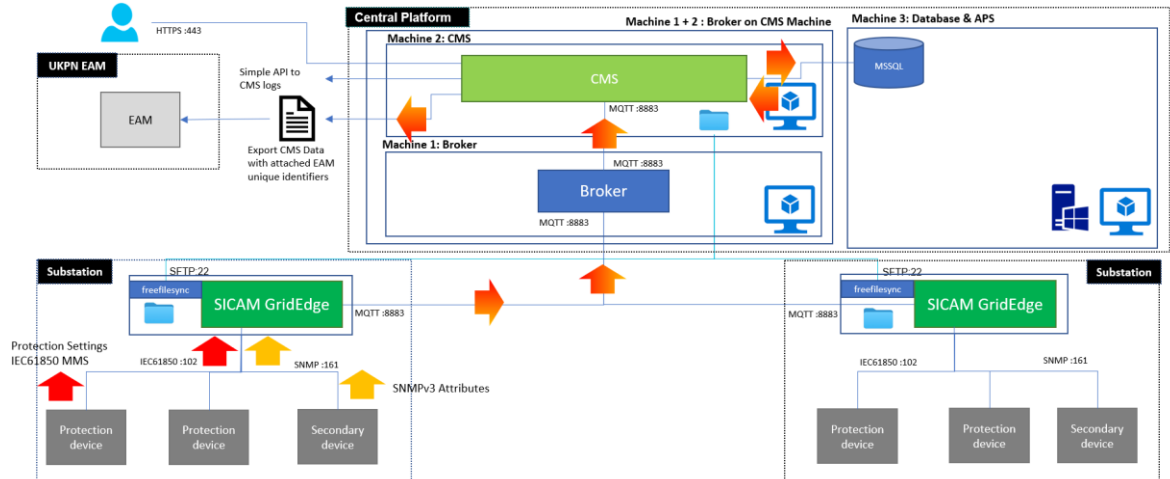 Central Platform
Machine 1 + 2 : Broker on CMS Machine
Machine 3: Database & APS
HTTPS :443
Machine 2: CMS
UKPN EAM
Simple API to
CMS logs
CMS
MSSQL
EAM
MQTT :8883
Export CMS Data
with attached EAM
unique identifiers
Machine 1: Broker
MQTT :8883
Broker
MQTT :8883
Substation
SFTP:22
freefilesync
SICAM GridEdge
MQTT :8883
Protection Settings
IEC61850 MMS
IEC61850 :102
SNMP :161
SNMPv3 Attributes
Protection
device
Protection
device
Secondary
device
Substation
SFTP:22
freefilesync
SICAM GridEdge
MQTT :8883
IEC61850 :102
SNMP :161
Protection
device
Protection
device
Secondary
device